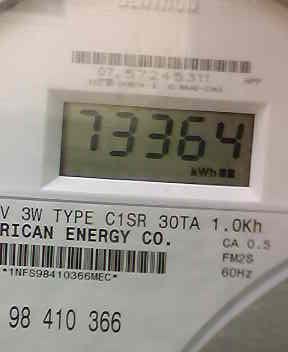 73364
kWh
V 3W TYPE C1SR 30TA 1.0Kh
RICAN ENERGY CO.
CA 0.5
FM2S
60Hz
*1NFS98410366MEC*
98 410 366